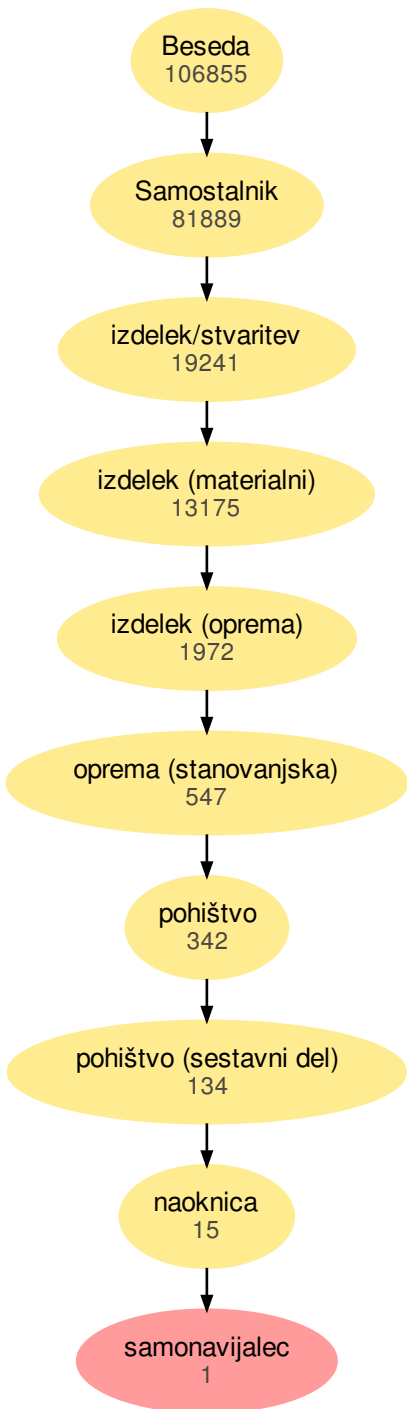 Beseda
106855
Samostalnik
81889
izdelek/stvaritev
19241
izdelek (materialni)
13175
izdelek (oprema)
1972
oprema (stanovanjska)
547
pohištvo
342
pohištvo (sestavni del)
134
naoknica
15
samonavijalec
1